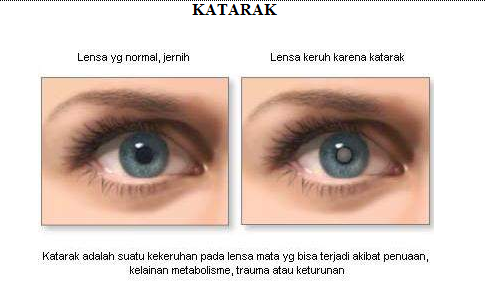 KATARAK
Lensa yg normal, jernih
Lensa keruh karena katarak
Katarak adalah suatu kekeruhan pada lensa mata yg bisa terjadi akibat penuaan,
kelainan metabolisme, trauma atau keturunan